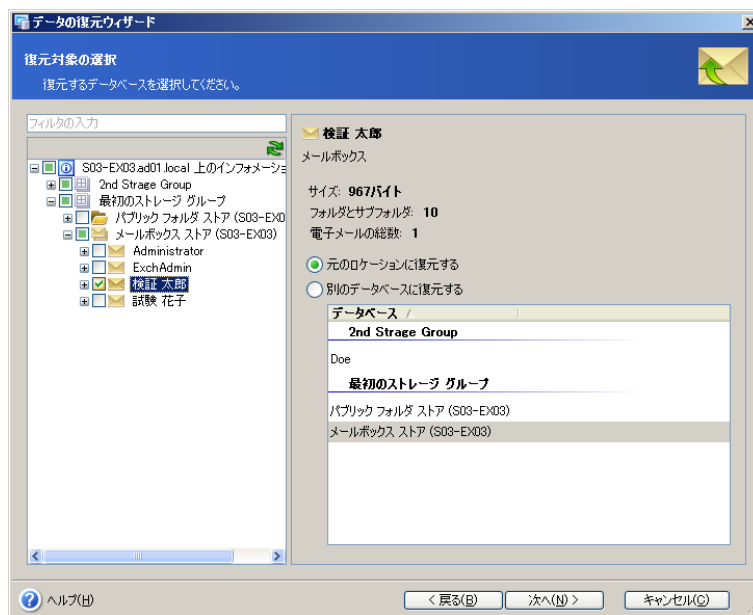 データの復元ウィザード
復元対象の選択
復元するデータベースを選択してください。
フィルタの入力
S03-EX03.ad01.local 上のインフォメーショ
2nd Strage Group
最初のストレージ グループ
パブリック フォルダ ストア (S03-EX0
メールボックス ストア (S03-EX03)
Administrator
ExchAdmin
検証 太郎
試験 花子
検証 太郎
メールボックス
サイズ: 967バイト
フォルダとサブフォルダ: 10
電子メールの総数: 1
元のロケーションに復元する
別のデータベースに復元する
データベース /
2nd Strage Group
Doe
最初のストレージ グループ
パブリック フォルダ ストア (S03-EX03)
メールボックス ストア (S03-EX03)
ヘルプ(H)
< 戻る(B)
次へ(N) >
キャンセル(C)